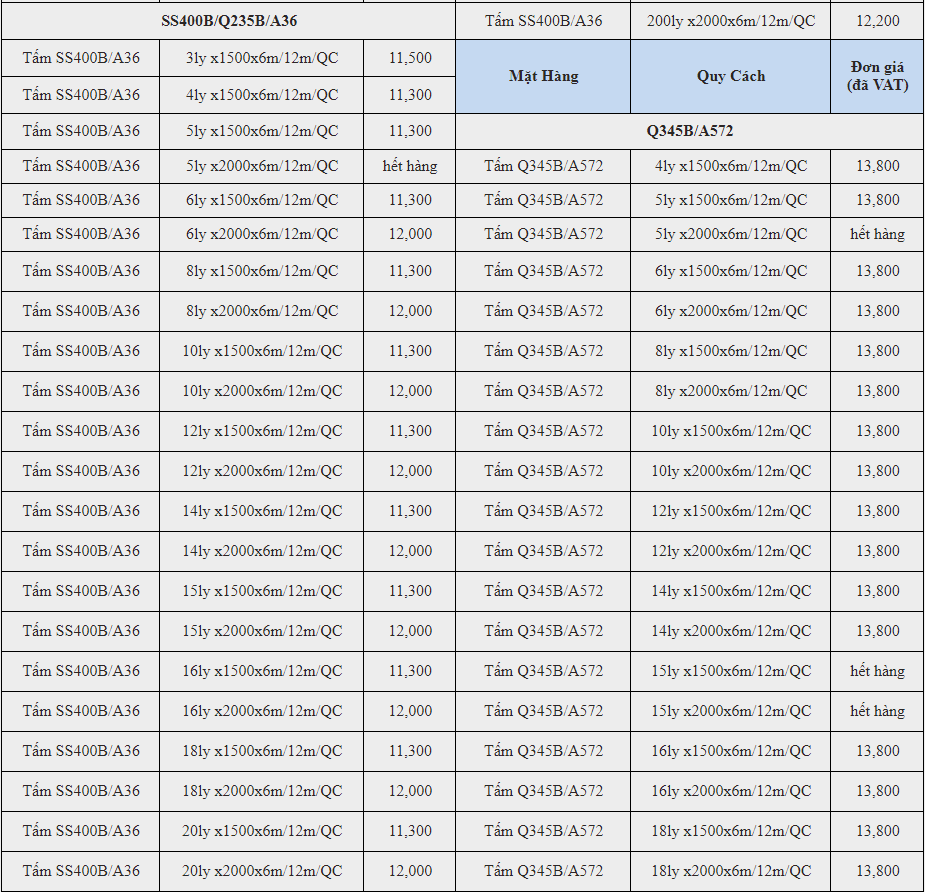 SS400B/Q235B/A36
Tấm SS400B/A36 3ly x1500x6m/12m/QC 11,500
Tấm SS400B/A36 4ly x1500x6m/12m/QC 11,300
Tấm SS400B/A36 5ly x1500x6m/12m/QC 11,300
Tấm SS400B/A36 5ly x2000x6m/12m/QC hết hàng
Tấm SS400B/A36 6ly x1500x6m/12m/QC 11,300
Tấm SS400B/A36 6ly x2000x6m/12m/QC 12,000
Tấm SS400B/A36 8ly x1500x6m/12m/QC 11,300
Tấm SS400B/A36 8ly x2000x6m/12m/QC 12,000
Tấm SS400B/A36 10ly x1500x6m/12m/QC 11,300
Tấm SS400B/A36 10ly x2000x6m/12m/QC 12,000
Tấm SS400B/A36 12ly x1500x6m/12m/QC 11,300
Tấm SS400B/A36 12ly x2000x6m/12m/QC 12,000
Tấm SS400B/A36 14ly x1500x6m/12m/QC 11,300
Tấm SS400B/A36 14ly x2000x6m/12m/QC 12,000
Tấm SS400B/A36 15ly x1500x6m/12m/QC 11,300
Tấm SS400B/A36 15ly x2000x6m/12m/QC 12,000
Tấm SS400B/A36 16ly x1500x6m/12m/QC 11,300
Tấm SS400B/A36 16ly x2000x6m/12m/QC 12,000
Tấm SS400B/A36 18ly x1500x6m/12m/QC 11,300
Tấm SS400B/A36 18ly x2000x6m/12m/QC 12,000
Tấm SS400B/A36 20ly x1500x6m/12m/QC 11,300
Tấm SS400B/A36 20ly x2000x6m/12m/QC 12,000
Tấm SS400B/A36 200ly x2000x6m/12m/QC 12,200
Mặt Hàng Quy Cách Đơn giá
(đã VAT)
Q345B/A572
Tấm Q345B/A572 4ly x1500x6m/12m/QC 13,800
Tấm Q345B/A572 5ly x1500x6m/12m/QC 13,800
Tấm Q345B/A572 5ly x2000x6m/12m/QC hết hàng
Tấm Q345B/A572 6ly x1500x6m/12m/QC 13,800
Tấm Q345B/A572 6ly x2000x6m/12m/QC 13,800
Tấm Q345B/A572 8ly x1500x6m/12m/QC 13,800
Tấm Q345B/A572 8ly x2000x6m/12m/QC 13,800
Tấm Q345B/A572 10ly x1500x6m/12m/QC 13,800
Tấm Q345B/A572 10ly x2000x6m/12m/QC 13,800
Tấm Q345B/A572 12ly x1500x6m/12m/QC 13,800
Tấm Q345B/A572 12ly x2000x6m/12m/QC 13,800
Tấm Q345B/A572 14ly x1500x6m/12m/QC 13,800
Tấm Q345B/A572 14ly x2000x6m/12m/QC 13,800
Tấm Q345B/A572 15ly x1500x6m/12m/QC hết hàng
Tấm Q345B/A572 15ly x2000x6m/12m/QC hết hàng
Tấm Q345B/A572 16ly x1500x6m/12m/QC 13,800
Tấm Q345B/A572 16ly x2000x6m/12m/QC 13,800
Tấm Q345B/A572 18ly x1500x6m/12m/QC 13,800
Tấm Q345B/A572 18ly x2000x6m/12m/QC 13,800